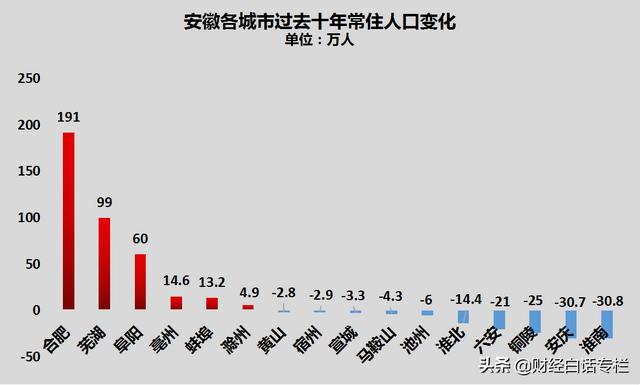 安徽各城市过去十年常住人口变化
单位：万人
250
200
150
100
50
0
-50
191
99
60
14.6
13.2
4.9
-2.8
-2.9
-3.3
-4.3
-6
-14.4
-21
-25
-30.7
-30.8
合肥
芜湖
阜阳
亳州
蚌埠
滁州
黄山
宿州
宣城
马鞍山
池州
淮北
六安
铜陵
安庆
淮南
头条 @财经白话专栏